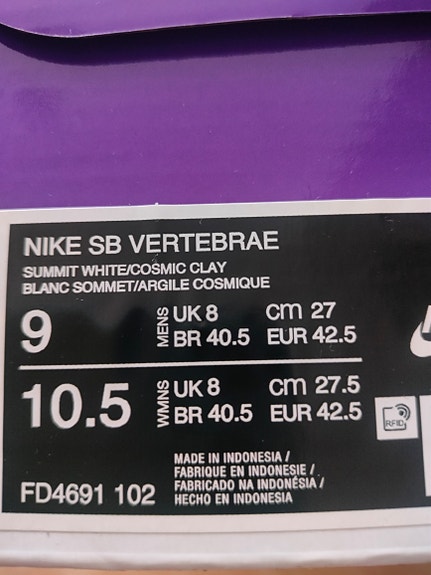 NIKE SB VERTEBRAE
SUMMIT WHITE/COSMIC CLAY
BLANC SOMMET/ARGILE COSMIQUE
9 MENS UK 8 cm 27
BR 40.5 EUR 42.5
10.5 WMNS UK 8 cm 27.5
BR 40.5 EUR 42.5
RFID
MADE IN INDONESIA /
FABRIQUE EN INDONESIE /
FABRICADO NA INDONÉSIA /
HECHO EN INDONESIA
FD4691 102